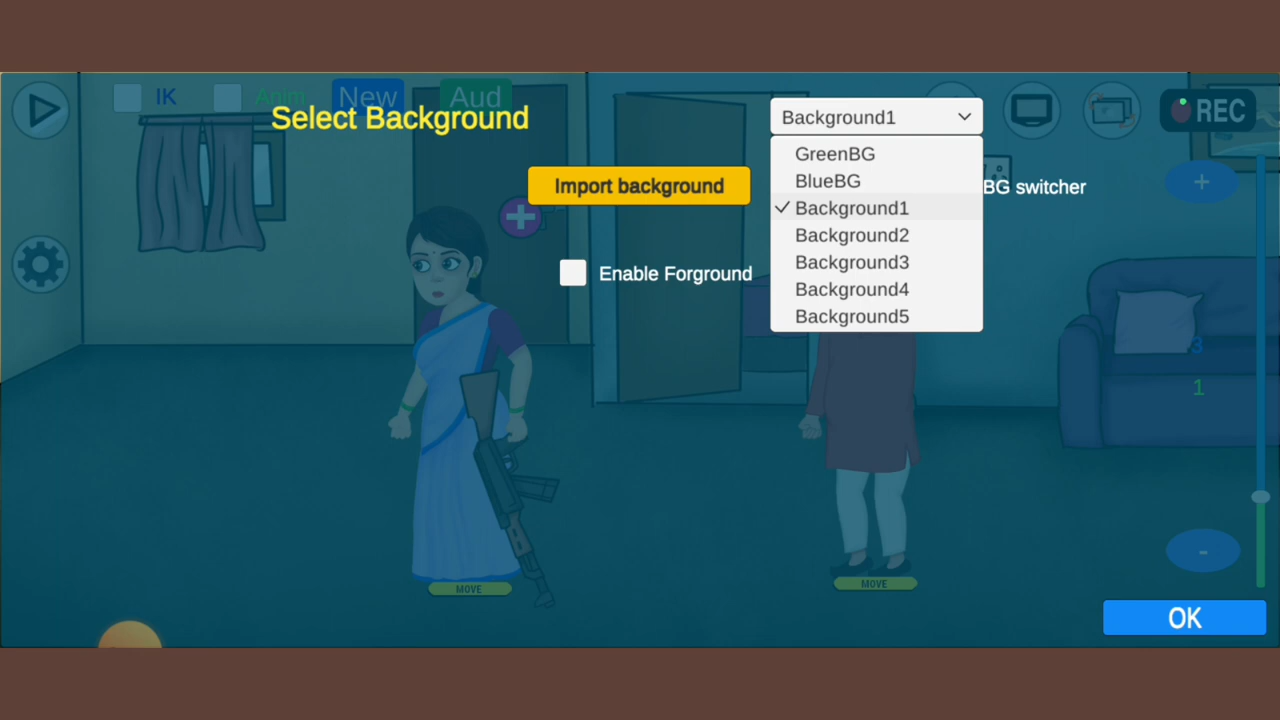 IK
Anim
New
Aud
Select Background
Background1
REC
GreenBG
BlueBG
Background1
Background2
Background3
Background4
Background5
Import background
BG switcher
+
Enable Forground
3
1
-
MOVE
MOVE
OK